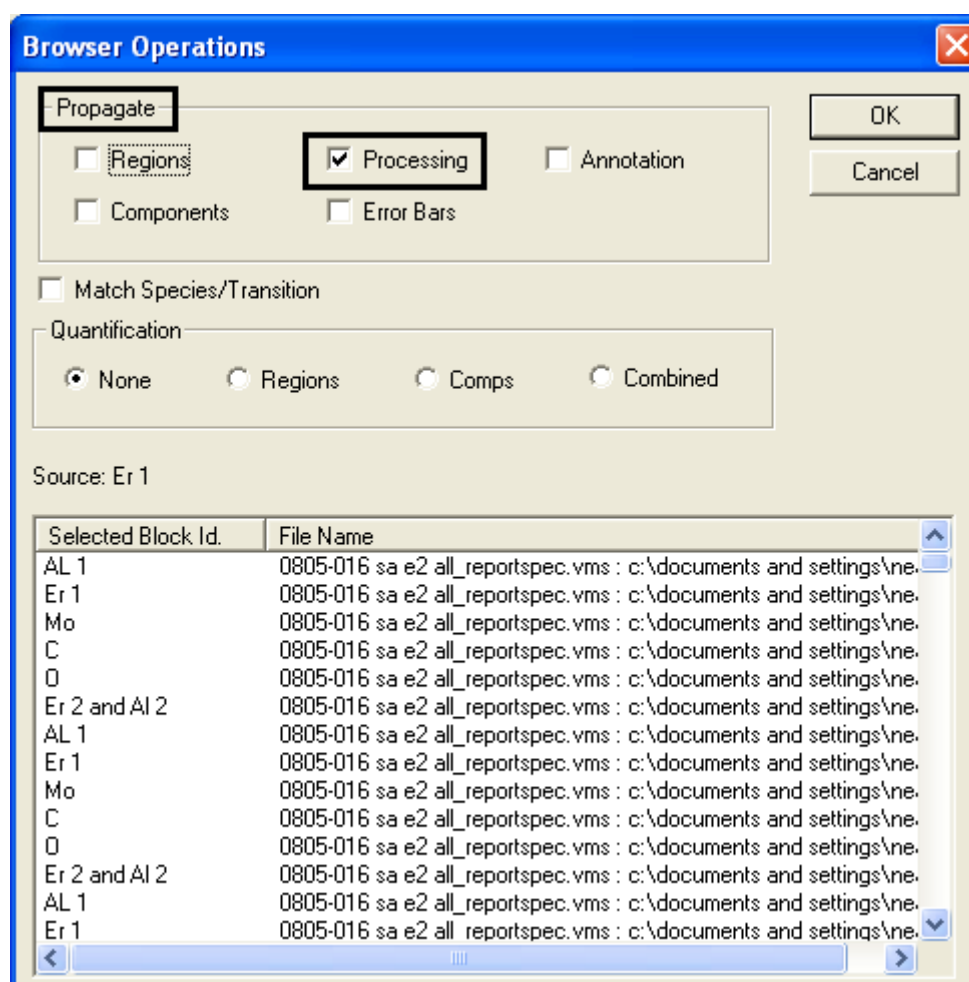 Browser Operations
Propagate
OK
Regions Processing Annotation
Cancel
Components Error Bars
Match Species/Transition
Quantification
None Regions Comps Combined
Source: Er 1
Selected Block Id. File Name
AL 1 0805-016 sa e2 all_reportspec.vms : c:\documents and settings\ne
Er 1 0805-016 sa e2 all_reportspec.vms : c:\documents and settings\ne
Mo 0805-016 sa e2 all_reportspec.vms : c:\documents and settings\ne
C 0805-016 sa e2 all_reportspec.vms : c:\documents and settings\ne
O 0805-016 sa e2 all_reportspec.vms : c:\documents and settings\ne
Er 2 and Al 2 0805-016 sa e2 all_reportspec.vms : c:\documents and settings\ne
AL 1 0805-016 sa e2 all_reportspec.vms : c:\documents and settings\ne
Er 1 0805-016 sa e2 all_reportspec.vms : c:\documents and settings\ne
Mo 0805-016 sa e2 all_reportspec.vms : c:\documents and settings\ne
C 0805-016 sa e2 all_reportspec.vms : c:\documents and settings\ne
O 0805-016 sa e2 all_reportspec.vms : c:\documents and settings\ne
Er 2 and Al 2 0805-016 sa e2 all_reportspec.vms : c:\documents and settings\ne
AL 1 0805-016 sa e2 all_reportspec.vms : c:\documents and settings\ne
Er 1 0805-016 sa e2 all_reportspec.vms : c:\documents and settings\ne